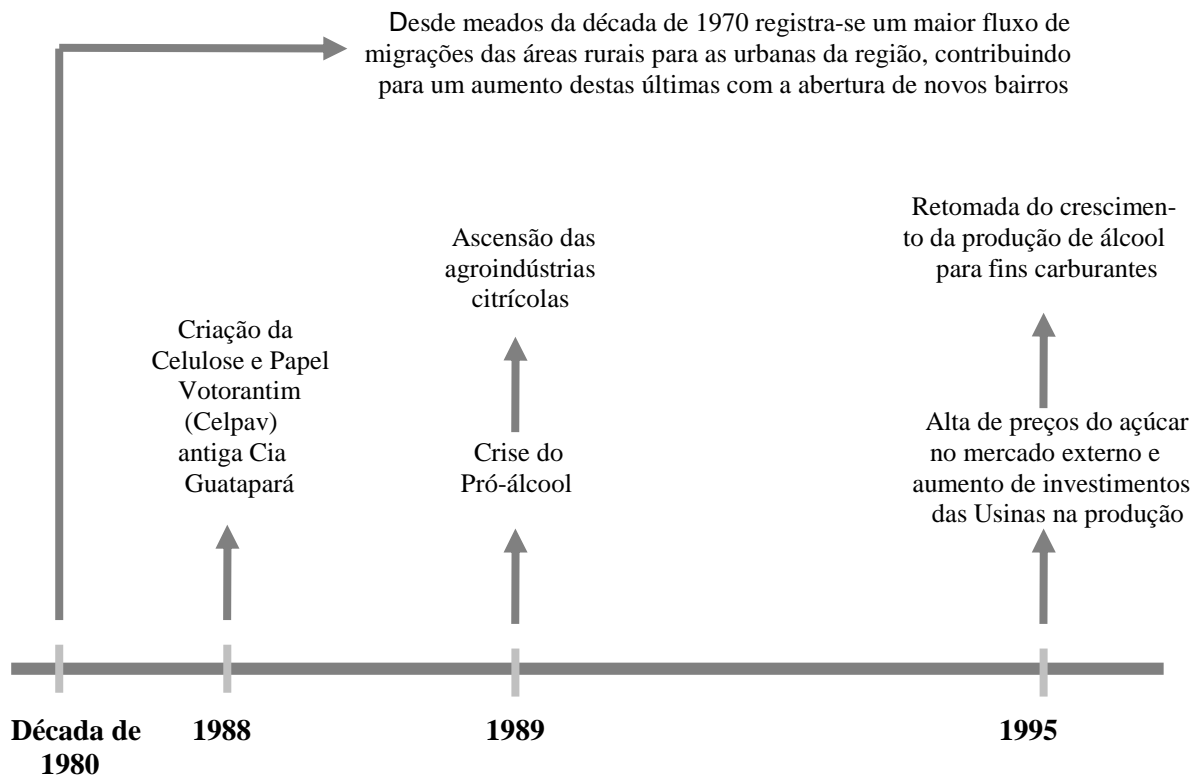 Desde meados da década de 1970 registra-se um maior fluxo de
migrações das áreas rurais para as urbanas da região, contribuindo
para um aumento destas últimas com a abertura de novos bairros
Retomada do crescimen-
to da produção de álcool
para fins carburantes
Ascensão das
agroindústrias
citrícolas
Criação da
Celulose e Papel
Votorantim
(Celpav)
antiga Cia
Guatapará
Crise do
Pró-álcool
Alta de preços do açúcar
no mercado externo e
aumento de investimentos
das Usinas na produção
Década de
1980
1988
1989
1995